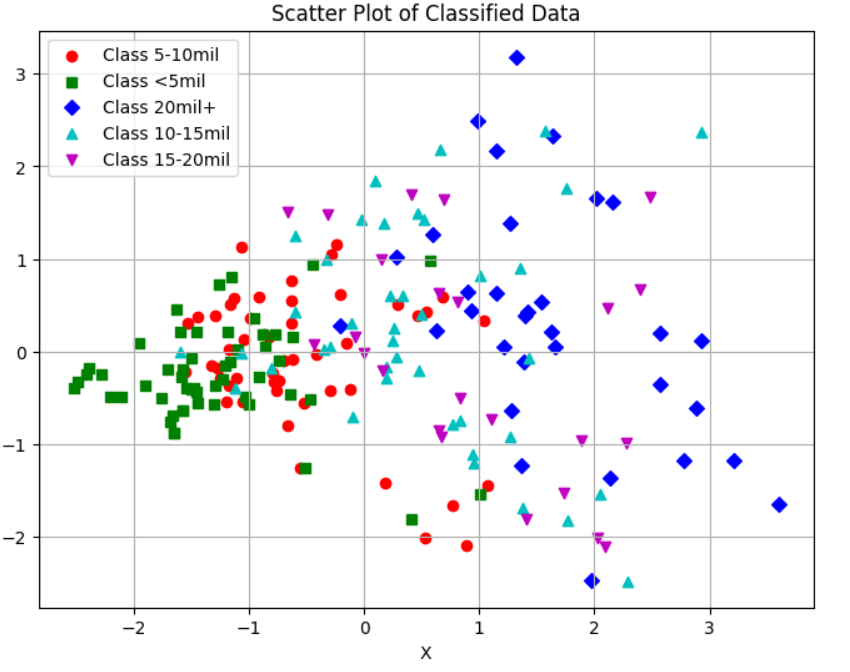 Scatter Plot of Classified Data
Class 5-10mil
Class <5mil
Class 20mil+
Class 10-15mil
Class 15-20mil
3
2
1
0
−1
−2
−2 −1 0 1 2 3
X